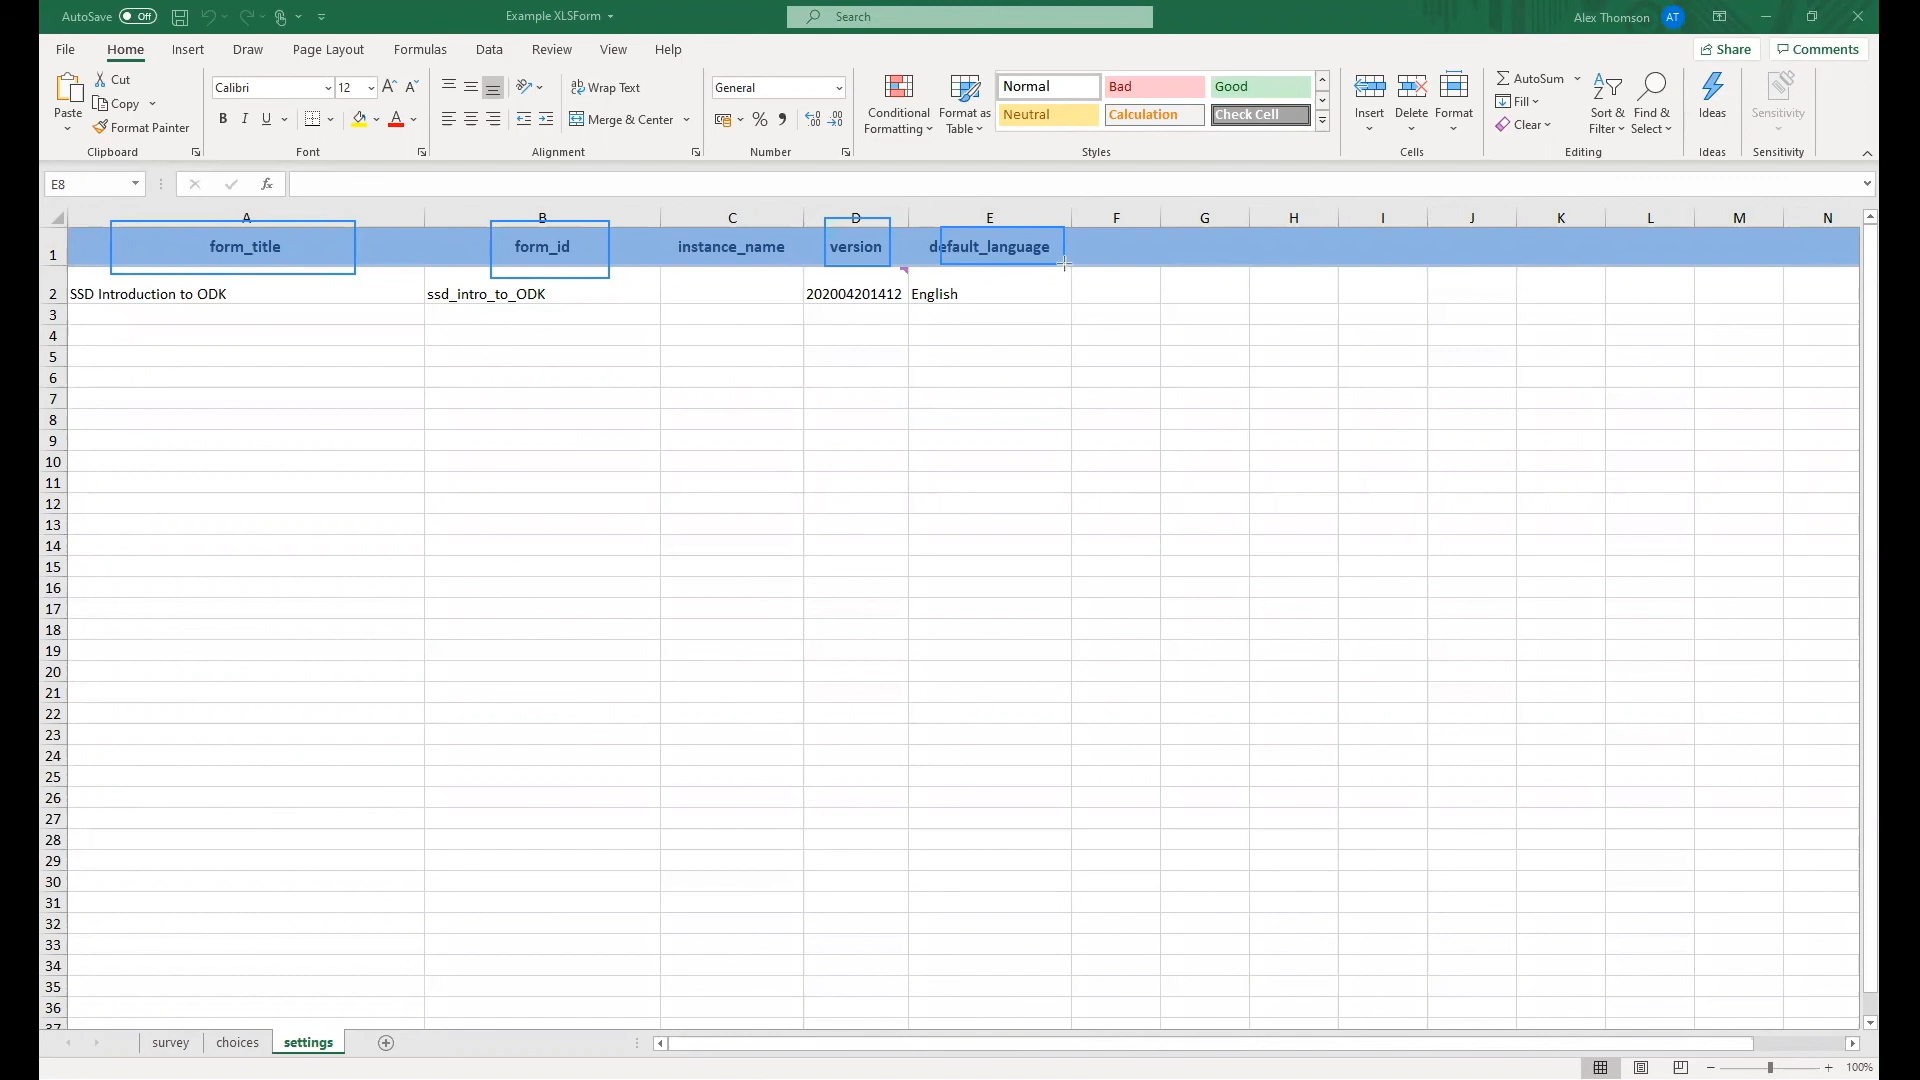 AutoSave Off Example XLSForm Search Alex Thomson AT
File Home Insert Draw Page Layout Formulas Data Review View Help Share Comments
Paste Cut Copy Format Painter Clipboard
Calibri 12 A A B I U A Font
Wrap Text Merge & Center Alignment
General % Number
Conditional Formatting Format as Table Normal Bad Good Neutral Calculation Check Cell Styles
Insert Delete Format Cells
AutoSum Fill Clear Sort & Filter Find & Select Editing
Ideas Ideas
Sensitivity Sensitivity
E8 fx
A B C D E F G H I J K L M N
1 form_title form_id instance_name version default_language
2 SSD Introduction to ODK ssd_intro_to_ODK 202004201412 English
3
4
5
6
7
8
9
10
11
12
13
14
15
16
17
18
19
20
21
22
23
24
25
26
27
28
29
30
31
32
33
34
35
36
37
survey choices settings
100%